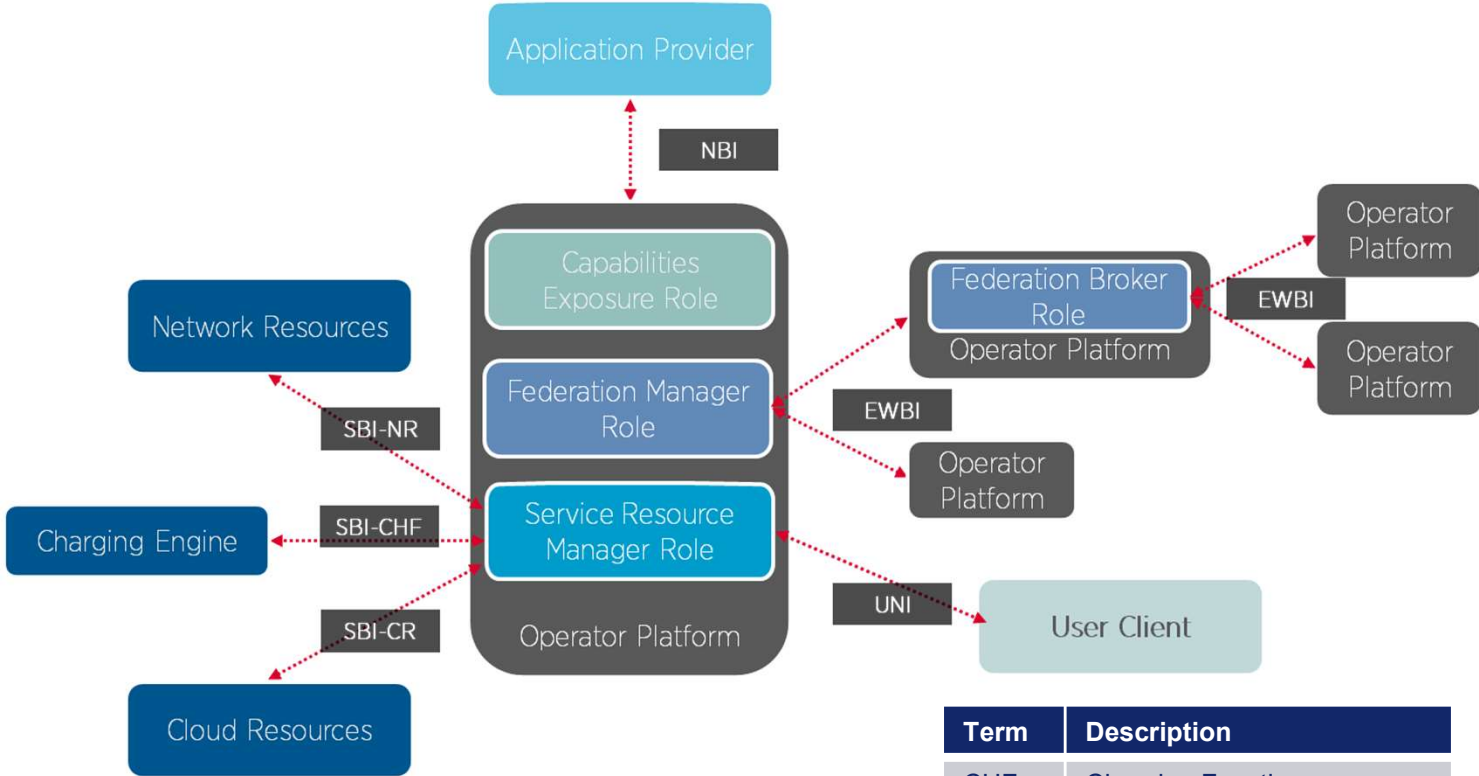 Application Provider
NBI
Capabilities
Exposure Role
Federation Manager
Role
Service Resource
Manager Role
Operator Platform
Network Resources
SBI-NR
Charging Engine
SBI-CHF
SBI-CR
Cloud Resources
Federation Broker
Role
Operator Platform
EWBI
Operator
Platform
Operator
Platform
EWBI
Operator
Platform
UNI
User Client
Term Description